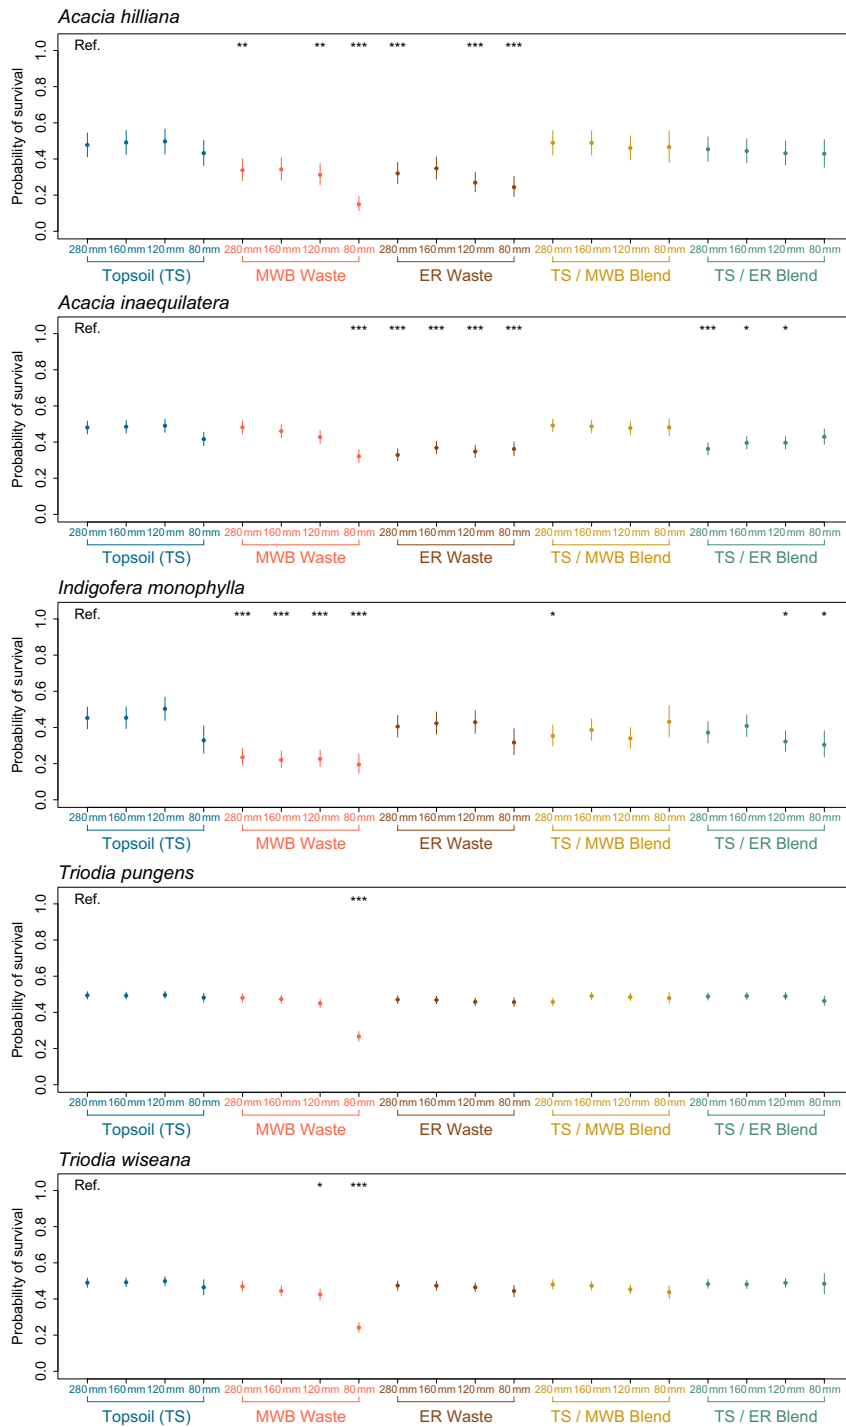 Acacia hilliana
Ref. ** ** *** *** *** ***
Probability of survival
1.0
0.8
0.6
0.4
0.2
0.0
280 mm 160 mm 120 mm 80 mm 280 mm 160 mm 120 mm 80 mm 280 mm 160 mm 120 mm 80 mm 280 mm 160 mm 120 mm 80 mm 280 mm 160 mm 120 mm 80 mm
Topsoil (TS) MWB Waste ER Waste TS / MWB Blend TS / ER Blend
Acacia inaequilatera
Ref. *** *** *** *** *** *** * *
Probability of survival
1.0
0.8
0.6
0.4
0.2
0.0
280 mm 160 mm 120 mm 80 mm 280 mm 160 mm 120 mm 80 mm 280 mm 160 mm 120 mm 80 mm 280 mm 160 mm 120 mm 80 mm 280 mm 160 mm 120 mm 80 mm
Topsoil (TS) MWB Waste ER Waste TS / MWB Blend TS / ER Blend
Indigofera monophylla
Ref. *** *** *** *** * * *
Probability of survival
1.0
0.8
0.6
0.4
0.2
0.0
280 mm 160 mm 120 mm 80 mm 280 mm 160 mm 120 mm 80 mm 280 mm 160 mm 120 mm 80 mm 280 mm 160 mm 120 mm 80 mm 280 mm 160 mm 120 mm 80 mm
Topsoil (TS) MWB Waste ER Waste TS / MWB Blend TS / ER Blend
Triodia pungens
Ref. ***
Probability of survival
1.0
0.8
0.6
0.4
0.2
0.0
280 mm 160 mm 120 mm 80 mm 280 mm 160 mm 120 mm 80 mm 280 mm 160 mm 120 mm 80 mm 280 mm 160 mm 120 mm 80 mm 280 mm 160 mm 120 mm 80 mm
Topsoil (TS) MWB Waste ER Waste TS / MWB Blend TS / ER Blend
Triodia wiseana
Ref. * ***
Probability of survival
1.0
0.8
0.6
0.4
0.2
0.0
280 mm 160 mm 120 mm 80 mm 280 mm 160 mm 120 mm 80 mm 280 mm 160 mm 120 mm 80 mm 280 mm 160 mm 120 mm 80 mm 280 mm 160 mm 120 mm 80 mm
Topsoil (TS) MWB Waste ER Waste TS / MWB Blend TS / ER Blend